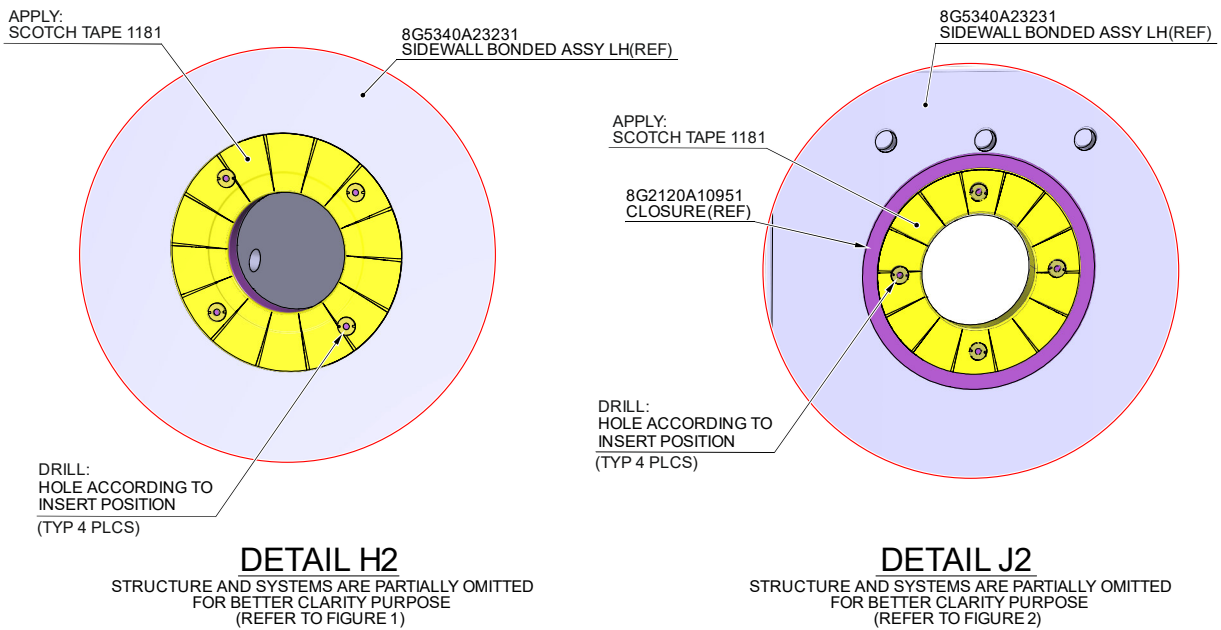 APPLY:
SCOTCH TAPE 1181
8G5340A23231
SIDEWALL BONDED ASSY LH(REF)
DRILL:
HOLE ACCORDING TO
INSERT POSITION
(TYP 4 PLCS)
DETAIL H2
STRUCTURE AND SYSTEMS ARE PARTIALLY OMITTED
FOR BETTER CLARITY PURPOSE
(REFER TO FIGURE 1)
8G5340A23231
SIDEWALL BONDED ASSY LH(REF)
APPLY:
SCOTCH TAPE 1181
8G2120A10951
CLOSURE(REF)
DRILL:
HOLE ACCORDING TO
INSERT POSITION
(TYP 4 PLCS)
DETAIL J2
STRUCTURE AND SYSTEMS ARE PARTIALLY OMITTED
FOR BETTER CLARITY PURPOSE
(REFER TO FIGURE 2)